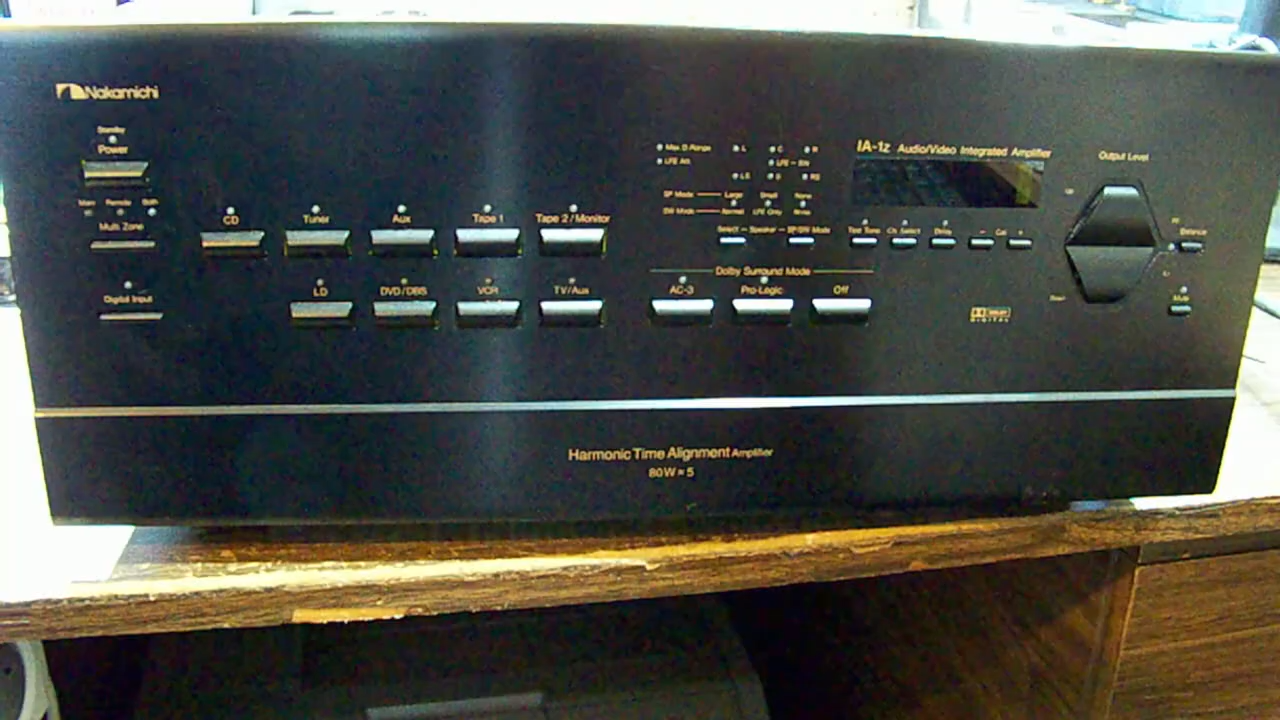 Nakamichi
Standby
Power
Main Remote Both
Multi Zone
Digital Input
CD Tuner Aux Tape 1 Tape 2 / Monitor
LD DVD / DBS VCR TV / Aux
Max D.Range L C R
LFE Att.
LS S RS
SP Mode Large Small None
SW Mode Normal LFE Only
Select — Speaker — SP/SW Mode
Dolby Surround Mode
AC-3 Pro-Logic Off
IA-1z Audio/Video Integrated Amplifier
Test Tone Ch. Select Delay − Cal +
DIGITAL
Output Level
Up
Down
Balance
Mute
Harmonic Time Alignment Amplifier
80W × 5